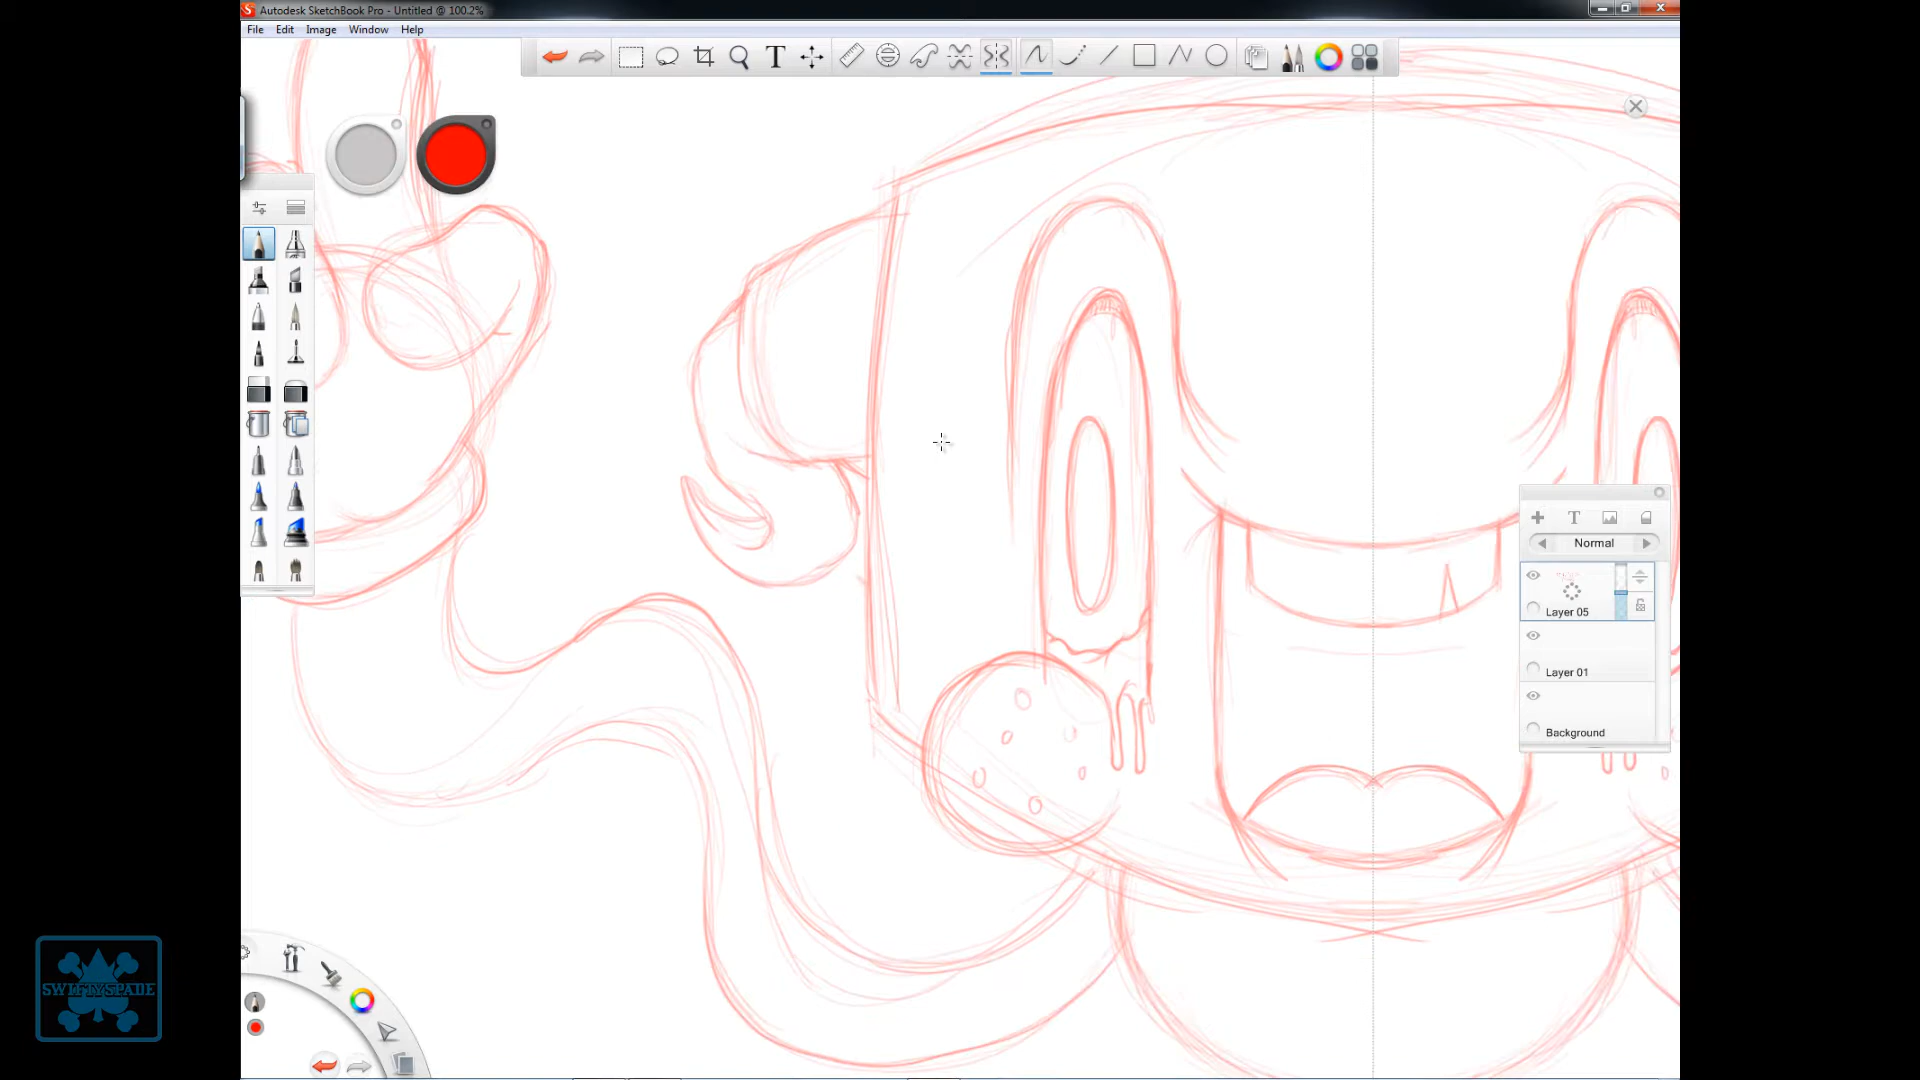 Autodesk SketchBook Pro - Untitled @ 100.2%
File Edit Image Window Help
T
T
Normal
Layer 05
Layer 01
Background
SWIFTYSPADE